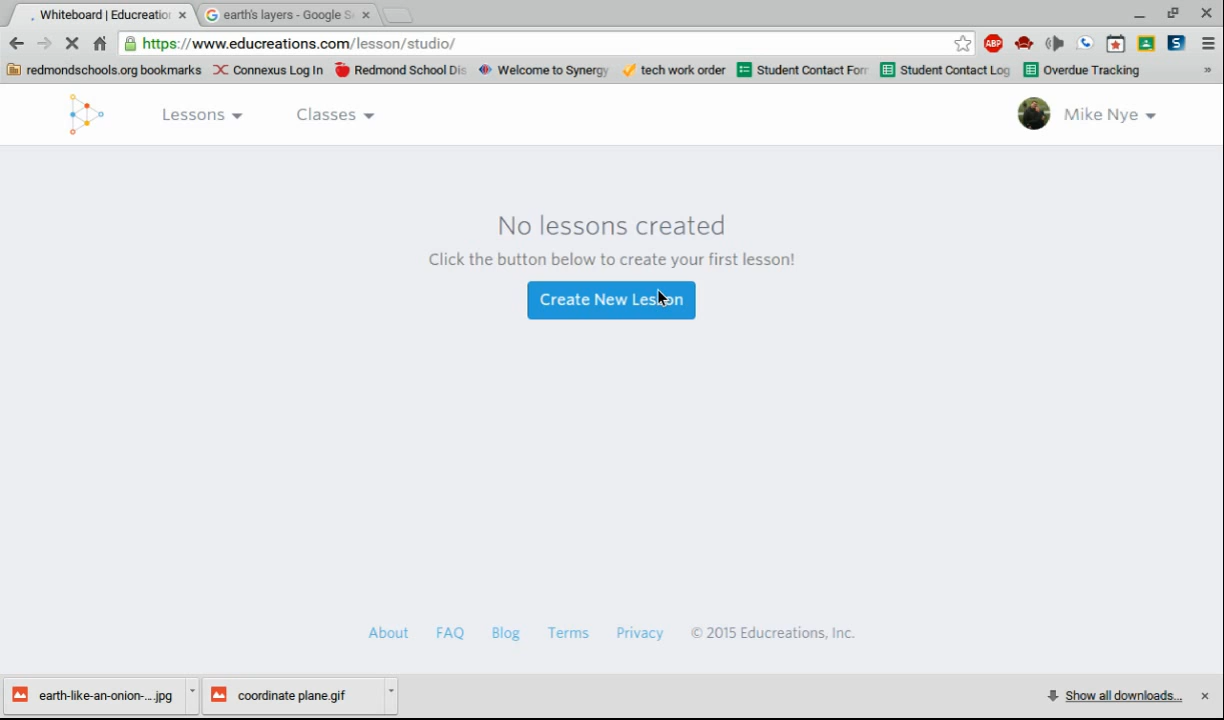 Whiteboard | Educreation
earth's layers - Google S
https://www.educreations.com/lesson/studio/
ABP
redmondschools.org bookmarks Connexus Log In Redmond School Dis Welcome to Synergy tech work order Student Contact Form Student Contact Log Overdue Tracking »
Lessons Classes Mike Nye
No lessons created
Click the button below to create your first lesson!
Create New Lesson
About FAQ Blog Terms Privacy © 2015 Educreations, Inc.
earth-like-an-onion-....jpg coordinate plane.gif Show all downloads...